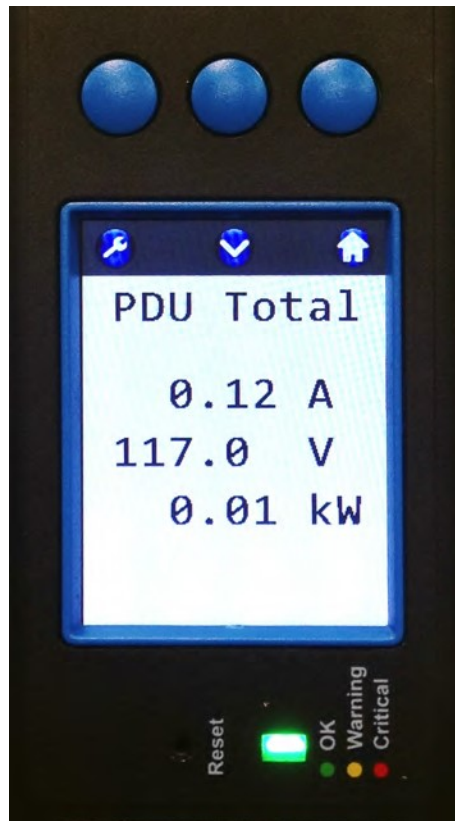 PDU Total
0.12 A
117.0 V
0.01 kW
Reset
OK
Warning
Critical